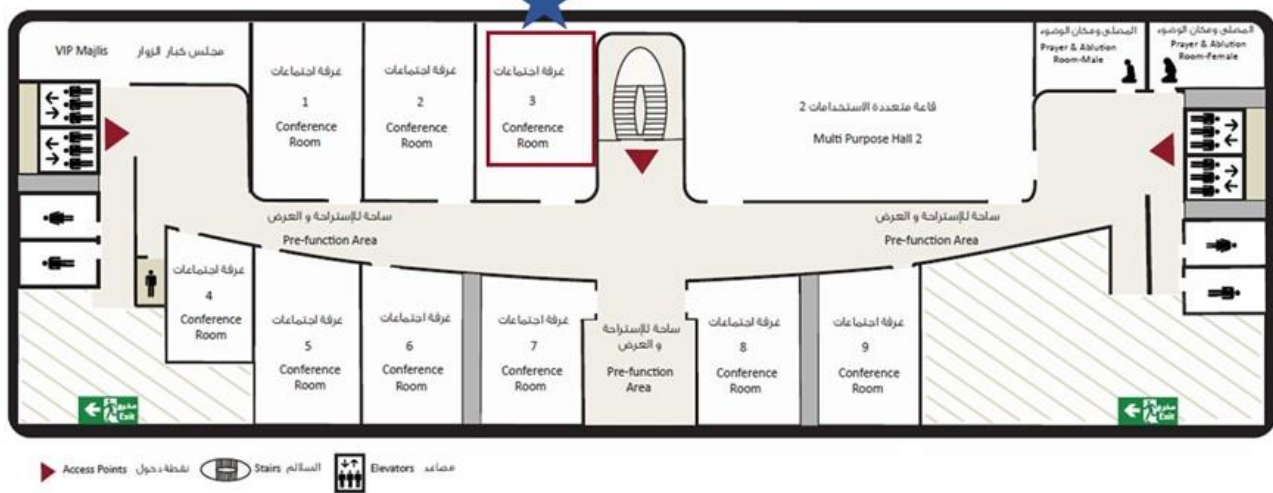 VIP Majlis
مجلس كبار الزوار
غرفة اجتماعات
1
Conference
Room
غرفة اجتماعات
2
Conference
Room
غرفة اجتماعات
3
Conference
Room
قاعة متعددة الاستخدامات 2
Multi Purpose Hall 2
المصلى ومكان الوضوء
Prayer & Ablution
Room-Male
المصلى ومكان الوضوء
Prayer & Ablution
Room-Female
ساحة للإستراحة و العرض
Pre-function Area
ساحة للإستراحة و العرض
Pre-function Area
غرفة اجتماعات
4
Conference
Room
غرفة اجتماعات
5
Conference
Room
غرفة اجتماعات
6
Conference
Room
غرفة اجتماعات
7
Conference
Room
ساحة للإستراحة
و العرض
Pre-function
Area
غرفة اجتماعات
8
Conference
Room
غرفة اجتماعات
9
Conference
Room
مخرج
Exit
مخرج
Exit
Access Points نقطة دخول
Stairs السلالم
Elevators مصاعد